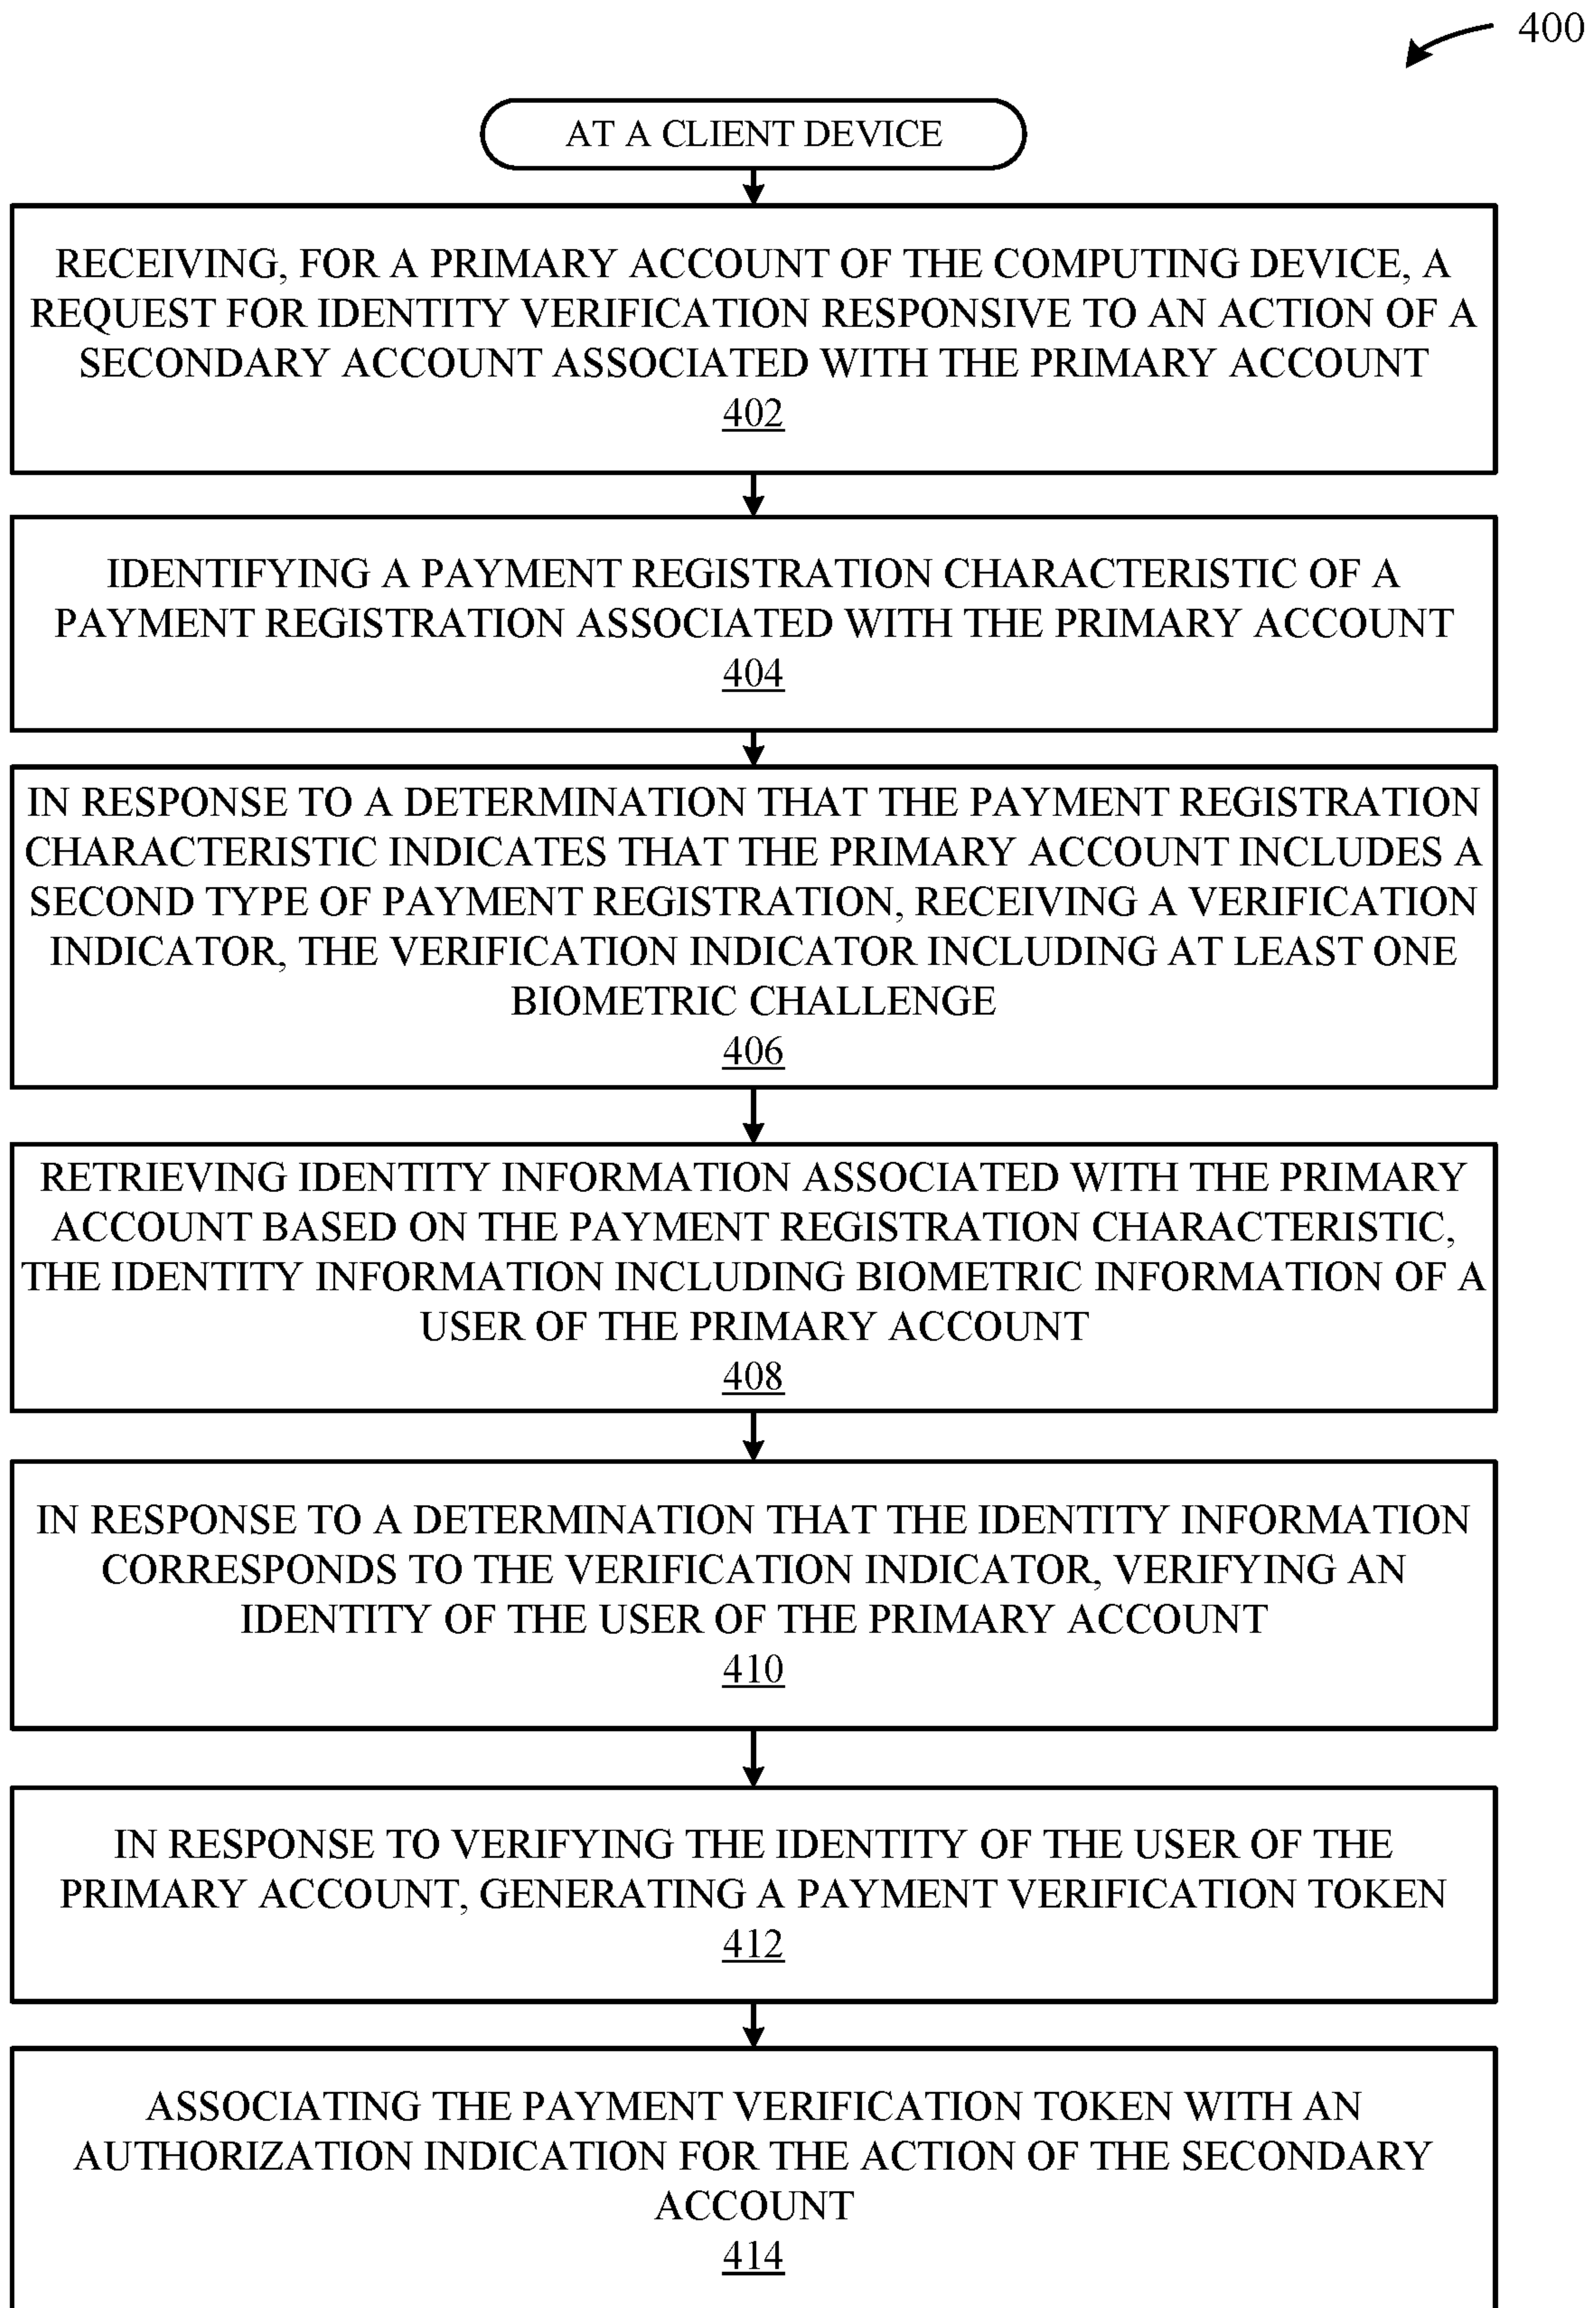 400
AT A CLIENT DEVICE
RECEIVING, FOR A PRIMARY ACCOUNT OF THE COMPUTING DEVICE, A
REQUEST FOR IDENTITY VERIFICATION RESPONSIVE TO AN ACTION OF A
SECONDARY ACCOUNT ASSOCIATED WITH THE PRIMARY ACCOUNT
402
IDENTIFYING A PAYMENT REGISTRATION CHARACTERISTIC OF A
PAYMENT REGISTRATION ASSOCIATED WITH THE PRIMARY ACCOUNT
404
IN RESPONSE TO A DETERMINATION THAT THE PAYMENT REGISTRATION
CHARACTERISTIC INDICATES THAT THE PRIMARY ACCOUNT INCLUDES A
SECOND TYPE OF PAYMENT REGISTRATION, RECEIVING A VERIFICATION
INDICATOR, THE VERIFICATION INDICATOR INCLUDING AT LEAST ONE
BIOMETRIC CHALLENGE
406
RETRIEVING IDENTITY INFORMATION ASSOCIATED WITH THE PRIMARY
ACCOUNT BASED ON THE PAYMENT REGISTRATION CHARACTERISTIC,
THE IDENTITY INFORMATION INCLUDING BIOMETRIC INFORMATION OF A
USER OF THE PRIMARY ACCOUNT
408
IN RESPONSE TO A DETERMINATION THAT THE IDENTITY INFORMATION
CORRESPONDS TO THE VERIFICATION INDICATOR, VERIFYING AN
IDENTITY OF THE USER OF THE PRIMARY ACCOUNT
410
IN RESPONSE TO VERIFYING THE IDENTITY OF THE USER OF THE
PRIMARY ACCOUNT, GENERATING A PAYMENT VERIFICATION TOKEN
412
ASSOCIATING THE PAYMENT VERIFICATION TOKEN WITH AN
AUTHORIZATION INDICATION FOR THE ACTION OF THE SECONDARY
ACCOUNT
414